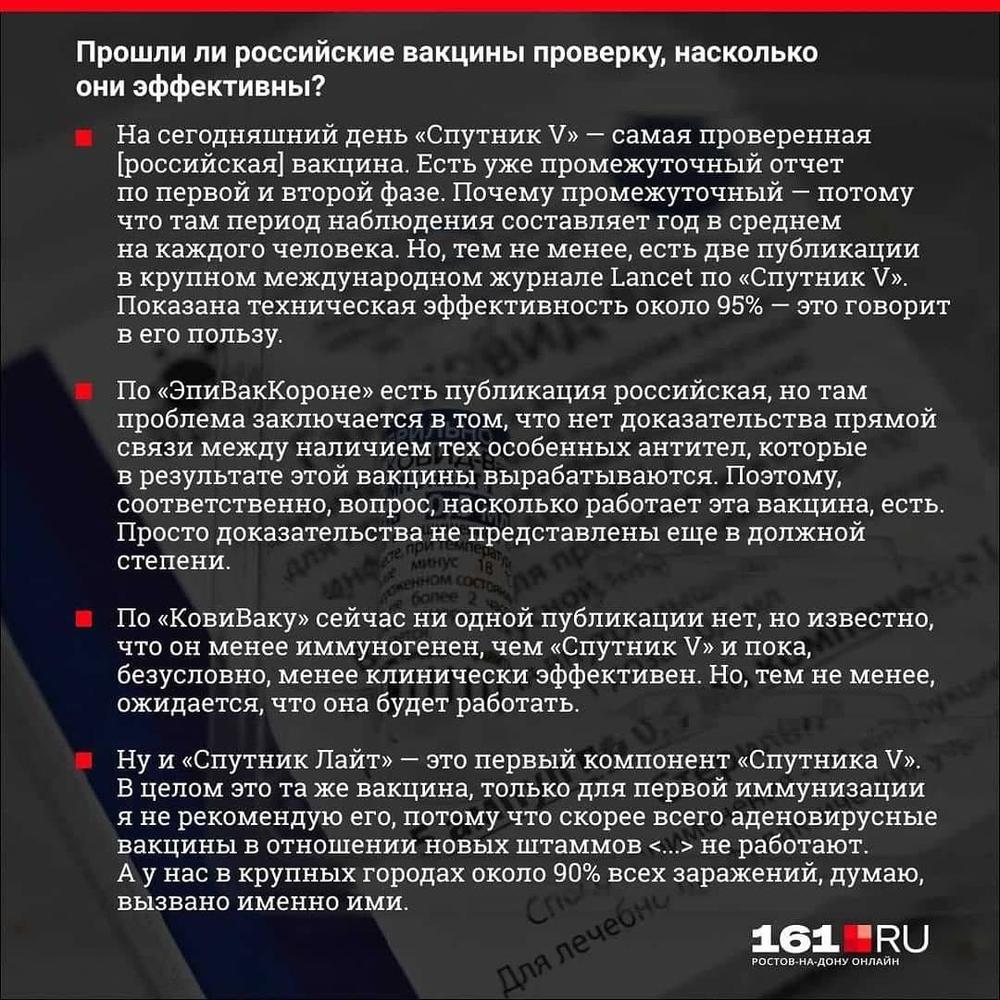 Прошли ли российские вакцины проверку, насколько
они эффективны?
На сегодняшний день «Спутник V» — самая проверенная
[российская] вакцина. Есть уже промежуточный отчет
по первой и второй фазе. Почему промежуточный — потому
что там период наблюдения составляет год в среднем
на каждого человека. Но, тем не менее, есть две публикации
в крупном международном журнале Lancet по «Спутник V».
Показана техническая эффективность около 95% — это говорит
в его пользу.
По «ЭпиВакКороне» есть публикация российская, но там
проблема заключается в том, что нет доказательства прямой
связи между наличием тех особенных антител, которые
в результате этой вакцины вырабатываются. Поэтому,
соответственно, вопрос, насколько работает эта вакцина, есть.
Просто доказательства не представлены еще в должной
степени.
По «КовиВаку» сейчас ни одной публикации нет, но известно,
что он менее иммуногенен, чем «Спутник V» и пока,
безусловно, менее клинически эффективен. Но, тем не менее,
ожидается, что она будет работать.
Ну и «Спутник Лайт» — это первый компонент «Спутника V».
В целом это та же вакцина, только для первой иммунизации
я не рекомендую его, потому что скорее всего аденовирусные
вакцины в отношении новых штаммов <...> не работают.
А у нас в крупных городах около 90% всех заражений, думаю,
вызвано именно ими.
Для лечебно
161 RU
РОСТОВ-НА-ДОНУ ОНЛАЙН